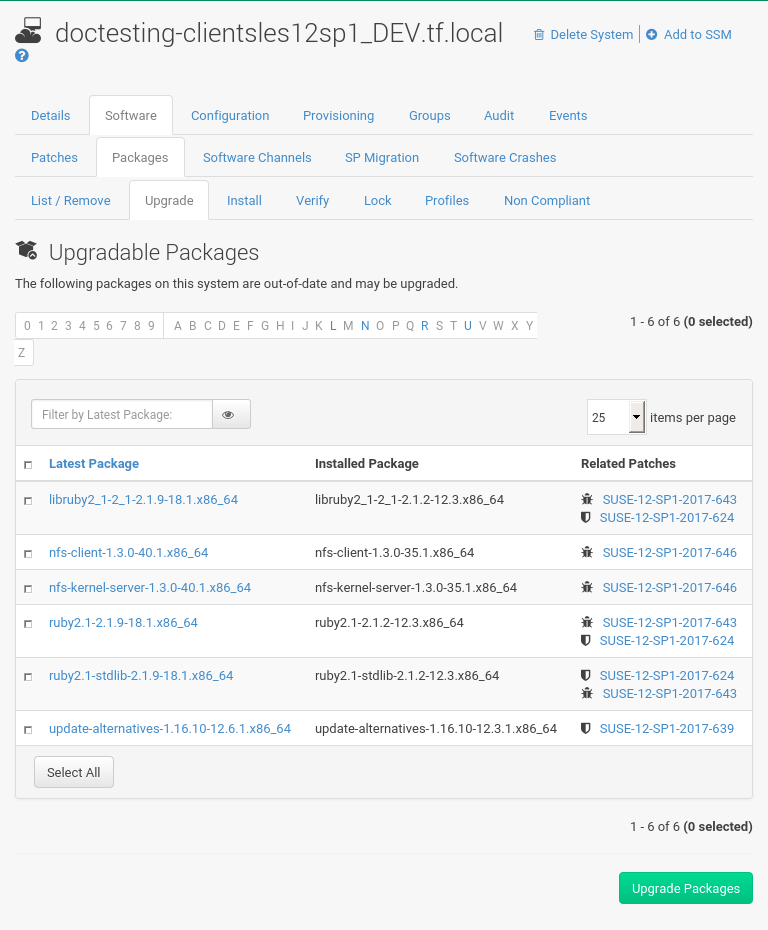 doctesting-clientsles12sp1_DEV.tf.local Delete System Add to SSM
Details Software Configuration Provisioning Groups Audit Events
Patches Packages Software Channels SP Migration Software Crashes
List / Remove Upgrade Install Verify Lock Profiles Non Compliant
Upgradable Packages
The following packages on this system are out-of-date and may be upgraded.
0 1 2 3 4 5 6 7 8 9 A B C D E F G H I J K L M N O P Q R S T U V W X Y 1 - 6 of 6 (0 selected)
Z
Filter by Latest Package: 25 items per page
Latest Package Installed Package Related Patches
libruby2_1-2_1-2.1.9-18.1.x86_64 libruby2_1-2_1-2.1.2-12.3.x86_64 SUSE-12-SP1-2017-643
SUSE-12-SP1-2017-624
nfs-client-1.3.0-40.1.x86_64 nfs-client-1.3.0-35.1.x86_64 SUSE-12-SP1-2017-646
nfs-kernel-server-1.3.0-40.1.x86_64 nfs-kernel-server-1.3.0-35.1.x86_64 SUSE-12-SP1-2017-646
ruby2.1-2.1.9-18.1.x86_64 ruby2.1-2.1.2-12.3.x86_64 SUSE-12-SP1-2017-643
SUSE-12-SP1-2017-624
ruby2.1-stdlib-2.1.9-18.1.x86_64 ruby2.1-stdlib-2.1.2-12.3.x86_64 SUSE-12-SP1-2017-624
SUSE-12-SP1-2017-643
update-alternatives-1.16.10-12.6.1.x86_64 update-alternatives-1.16.10-12.3.1.x86_64 SUSE-12-SP1-2017-639
Select All
1 - 6 of 6 (0 selected)
Upgrade Packages